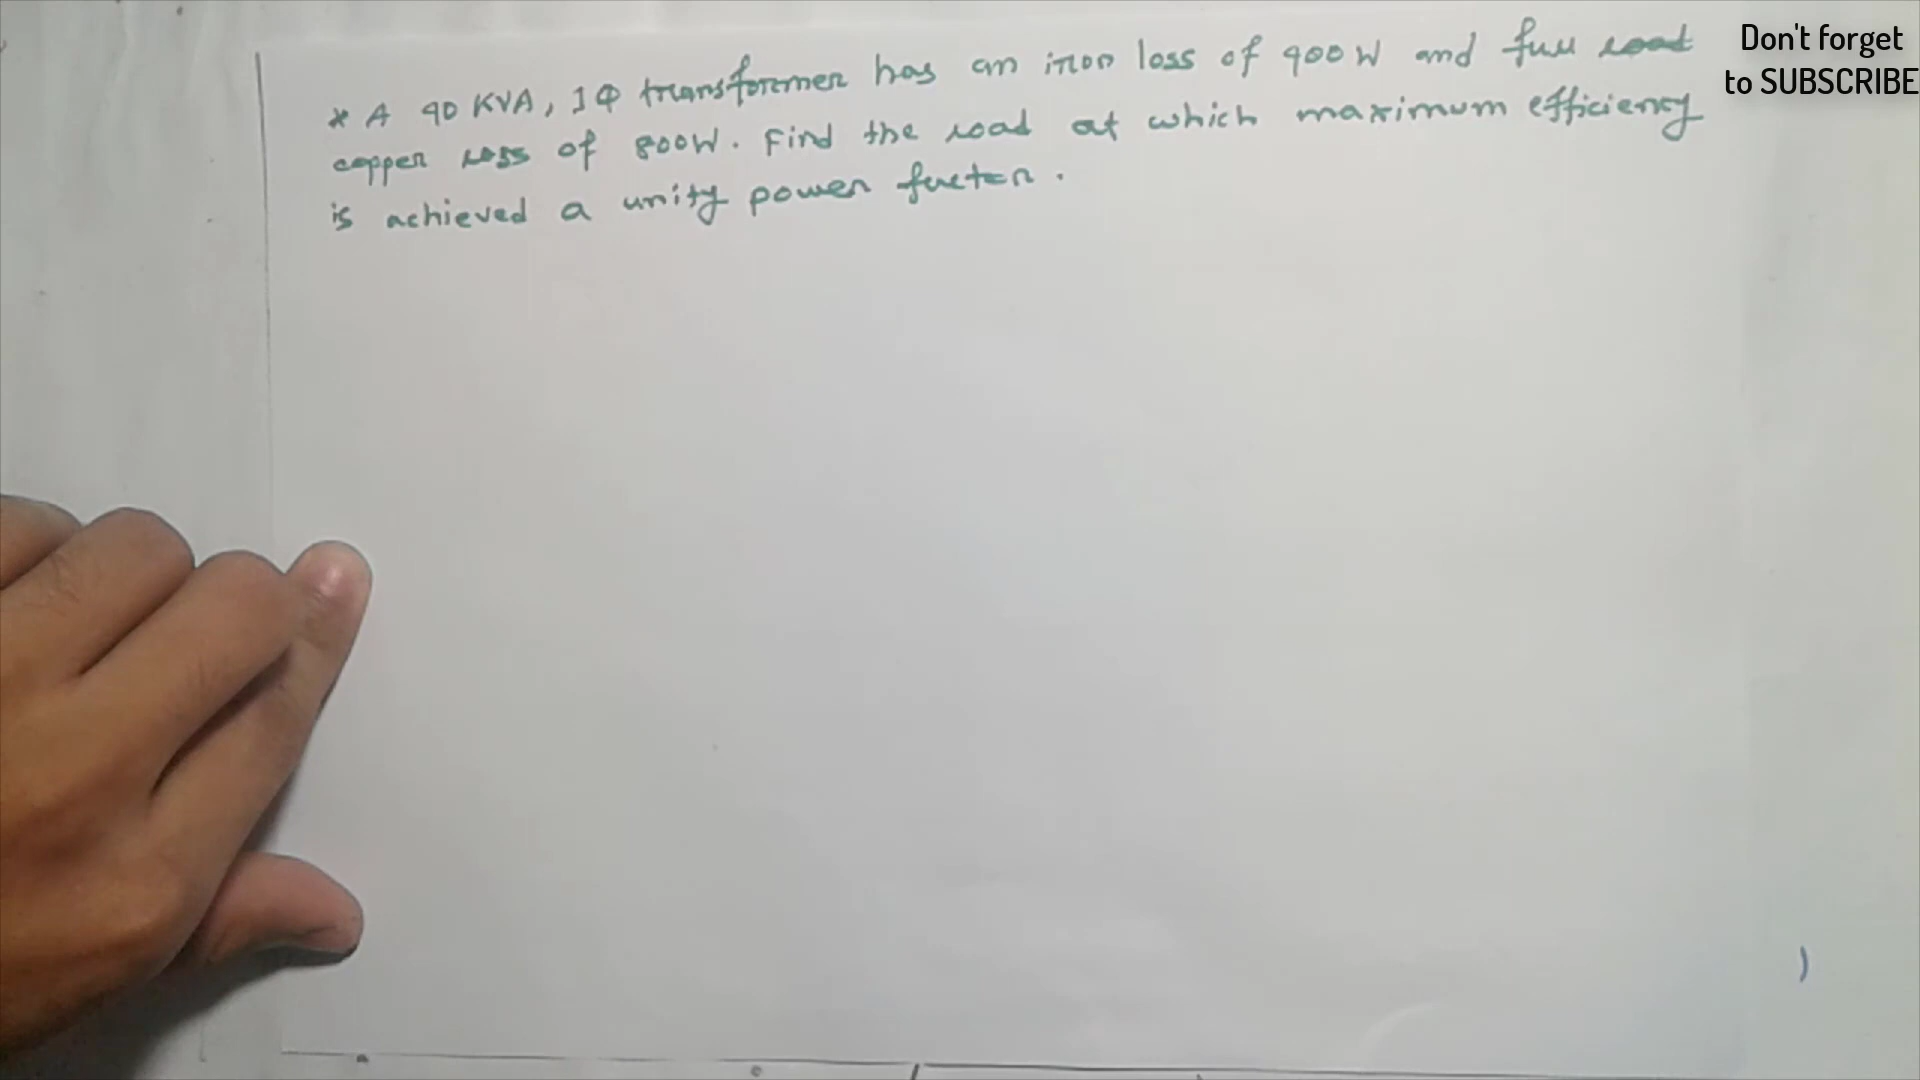 * A 40 KVA, 1Φ transformer has an iron loss of 400W and full load
copper loss of 800W. Find the load at which maximum efficiency
is achieved a unity power factor.
Don't forget
to SUBSCRIBE